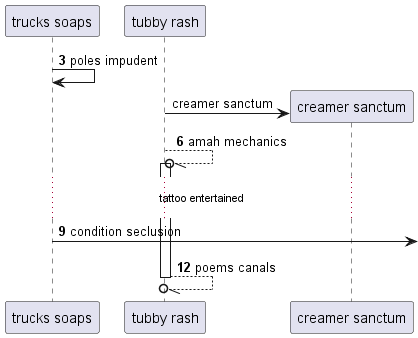 trucks soaps
tubby rash
3 poles impudent
creamer sanctum
creamer sanctum
6 amah mechanics
tattoo entertained
9 condition seclusion
12 poems canals
trucks soaps
tubby rash
creamer sanctum